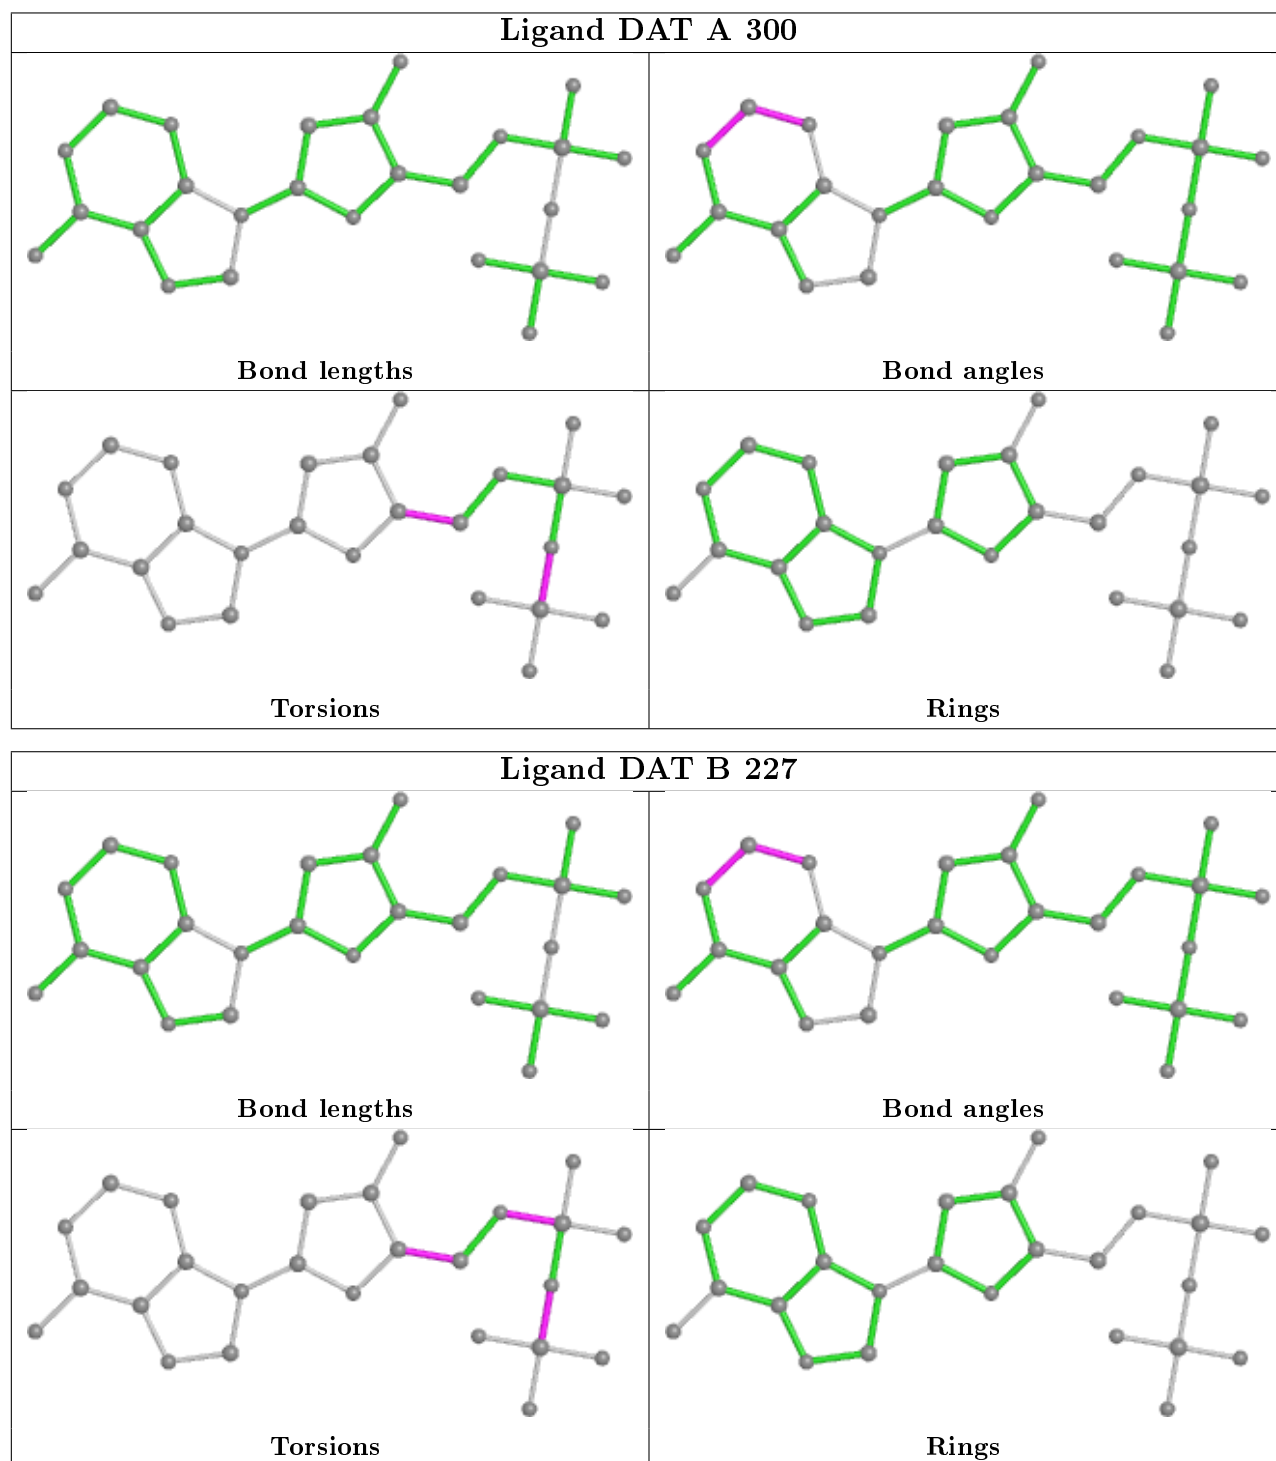 Ligand DAT A 300
Bond lengths
Bond angles
Torsions
Rings
Ligand DAT B 227
Bond lengths
Bond angles
Torsions
Rings